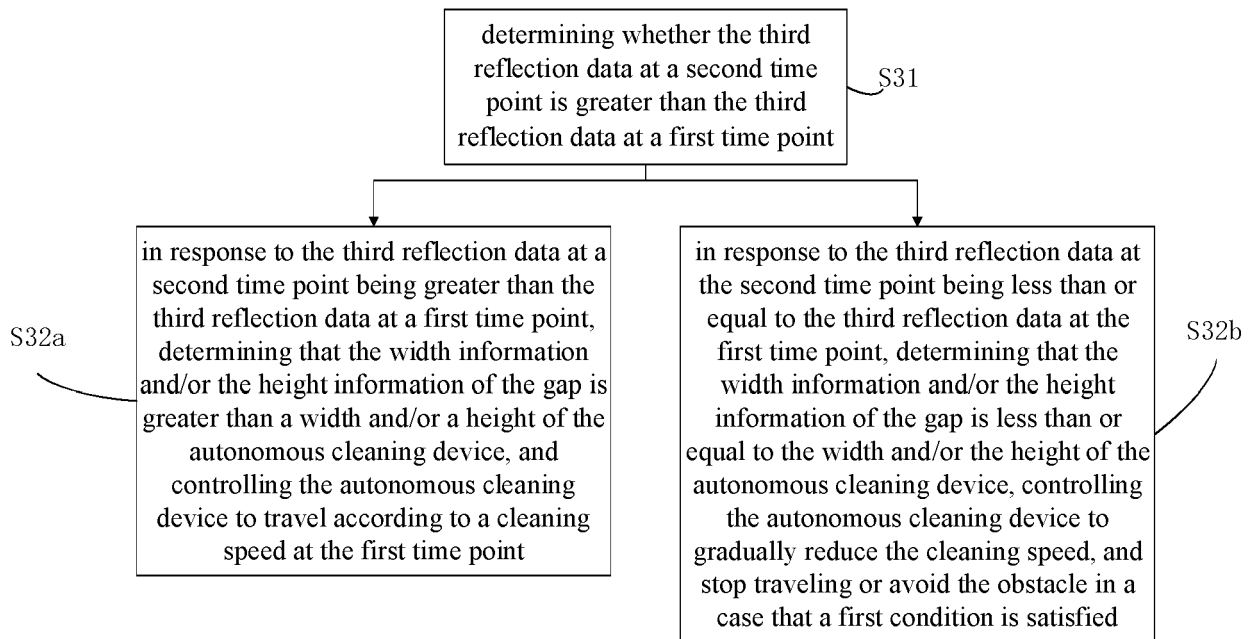 determining whether the third
reflection data at a second time
point is greater than the third
reflection data at a first time point
S31
in response to the third reflection data at a
second time point being greater than the
third reflection data at a first time point,
determining that the width information
and/or the height information of the gap is
greater than a width and/or a height of the
autonomous cleaning device, and
controlling the autonomous cleaning
device to travel according to a cleaning
speed at the first time point
S32a
in response to the third reflection data at
the second time point being less than or
equal to the third reflection data at the
first time point, determining that the
width information and/or the height
information of the gap is less than or
equal to the width and/or the height of the
autonomous cleaning device, controlling
the autonomous cleaning device to
gradually reduce the cleaning speed, and
stop traveling or avoid the obstacle in a
case that a first condition is satisfied
S32b